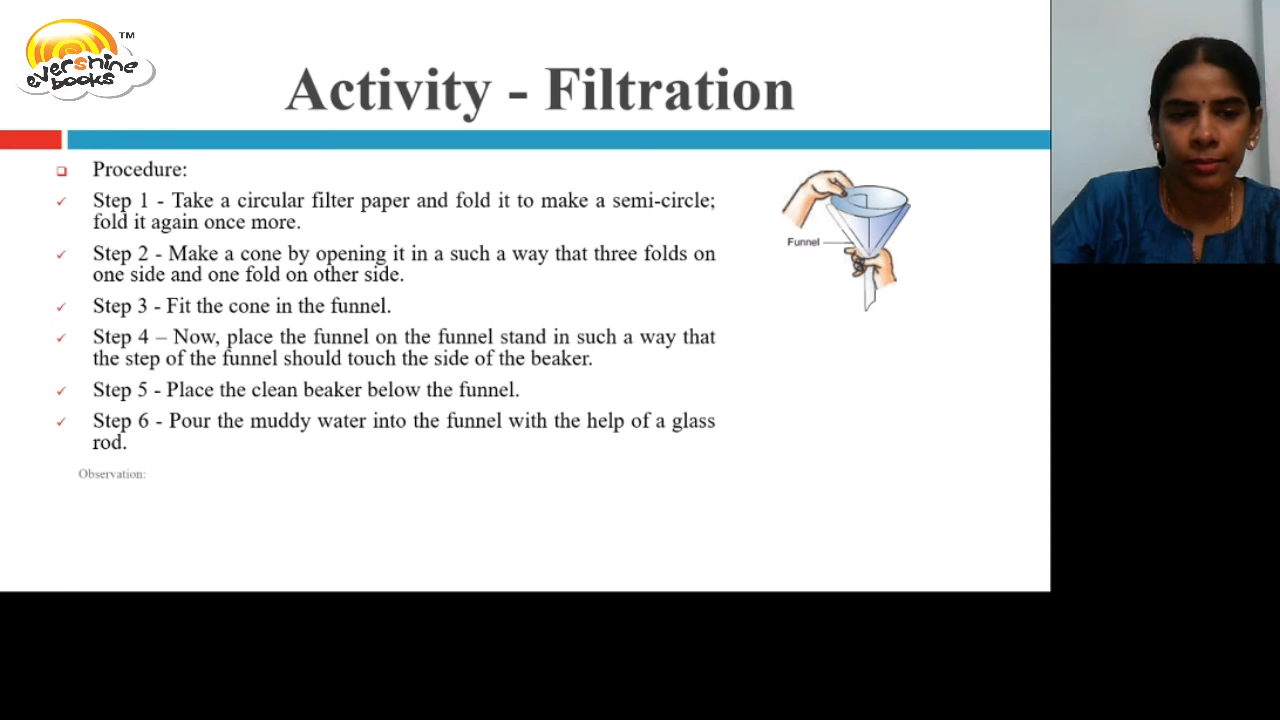 TM
evershine
books
Activity - Filtration
Procedure:
Step 1 - Take a circular filter paper and fold it to make a semi-circle;
fold it again once more.
Step 2 - Make a cone by opening it in a such a way that three folds on
one side and one fold on other side.
Step 3 - Fit the cone in the funnel.
Step 4 – Now, place the funnel on the funnel stand in such a way that
the step of the funnel should touch the side of the beaker.
Step 5 - Place the clean beaker below the funnel.
Step 6 - Pour the muddy water into the funnel with the help of a glass
rod.
Observation:
Funnel